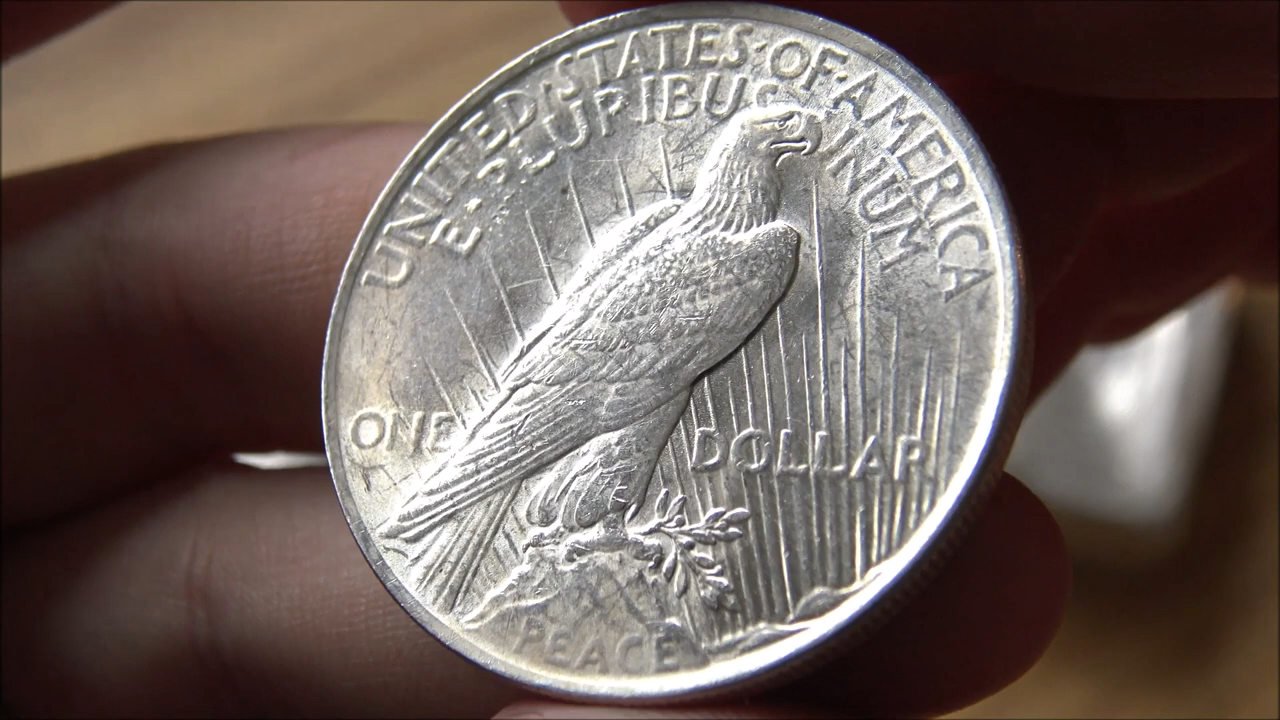 UNITED·STATES·OF·AMERICA
E·PLURIBUS UNUM
ONE DOLLAR
PEACE